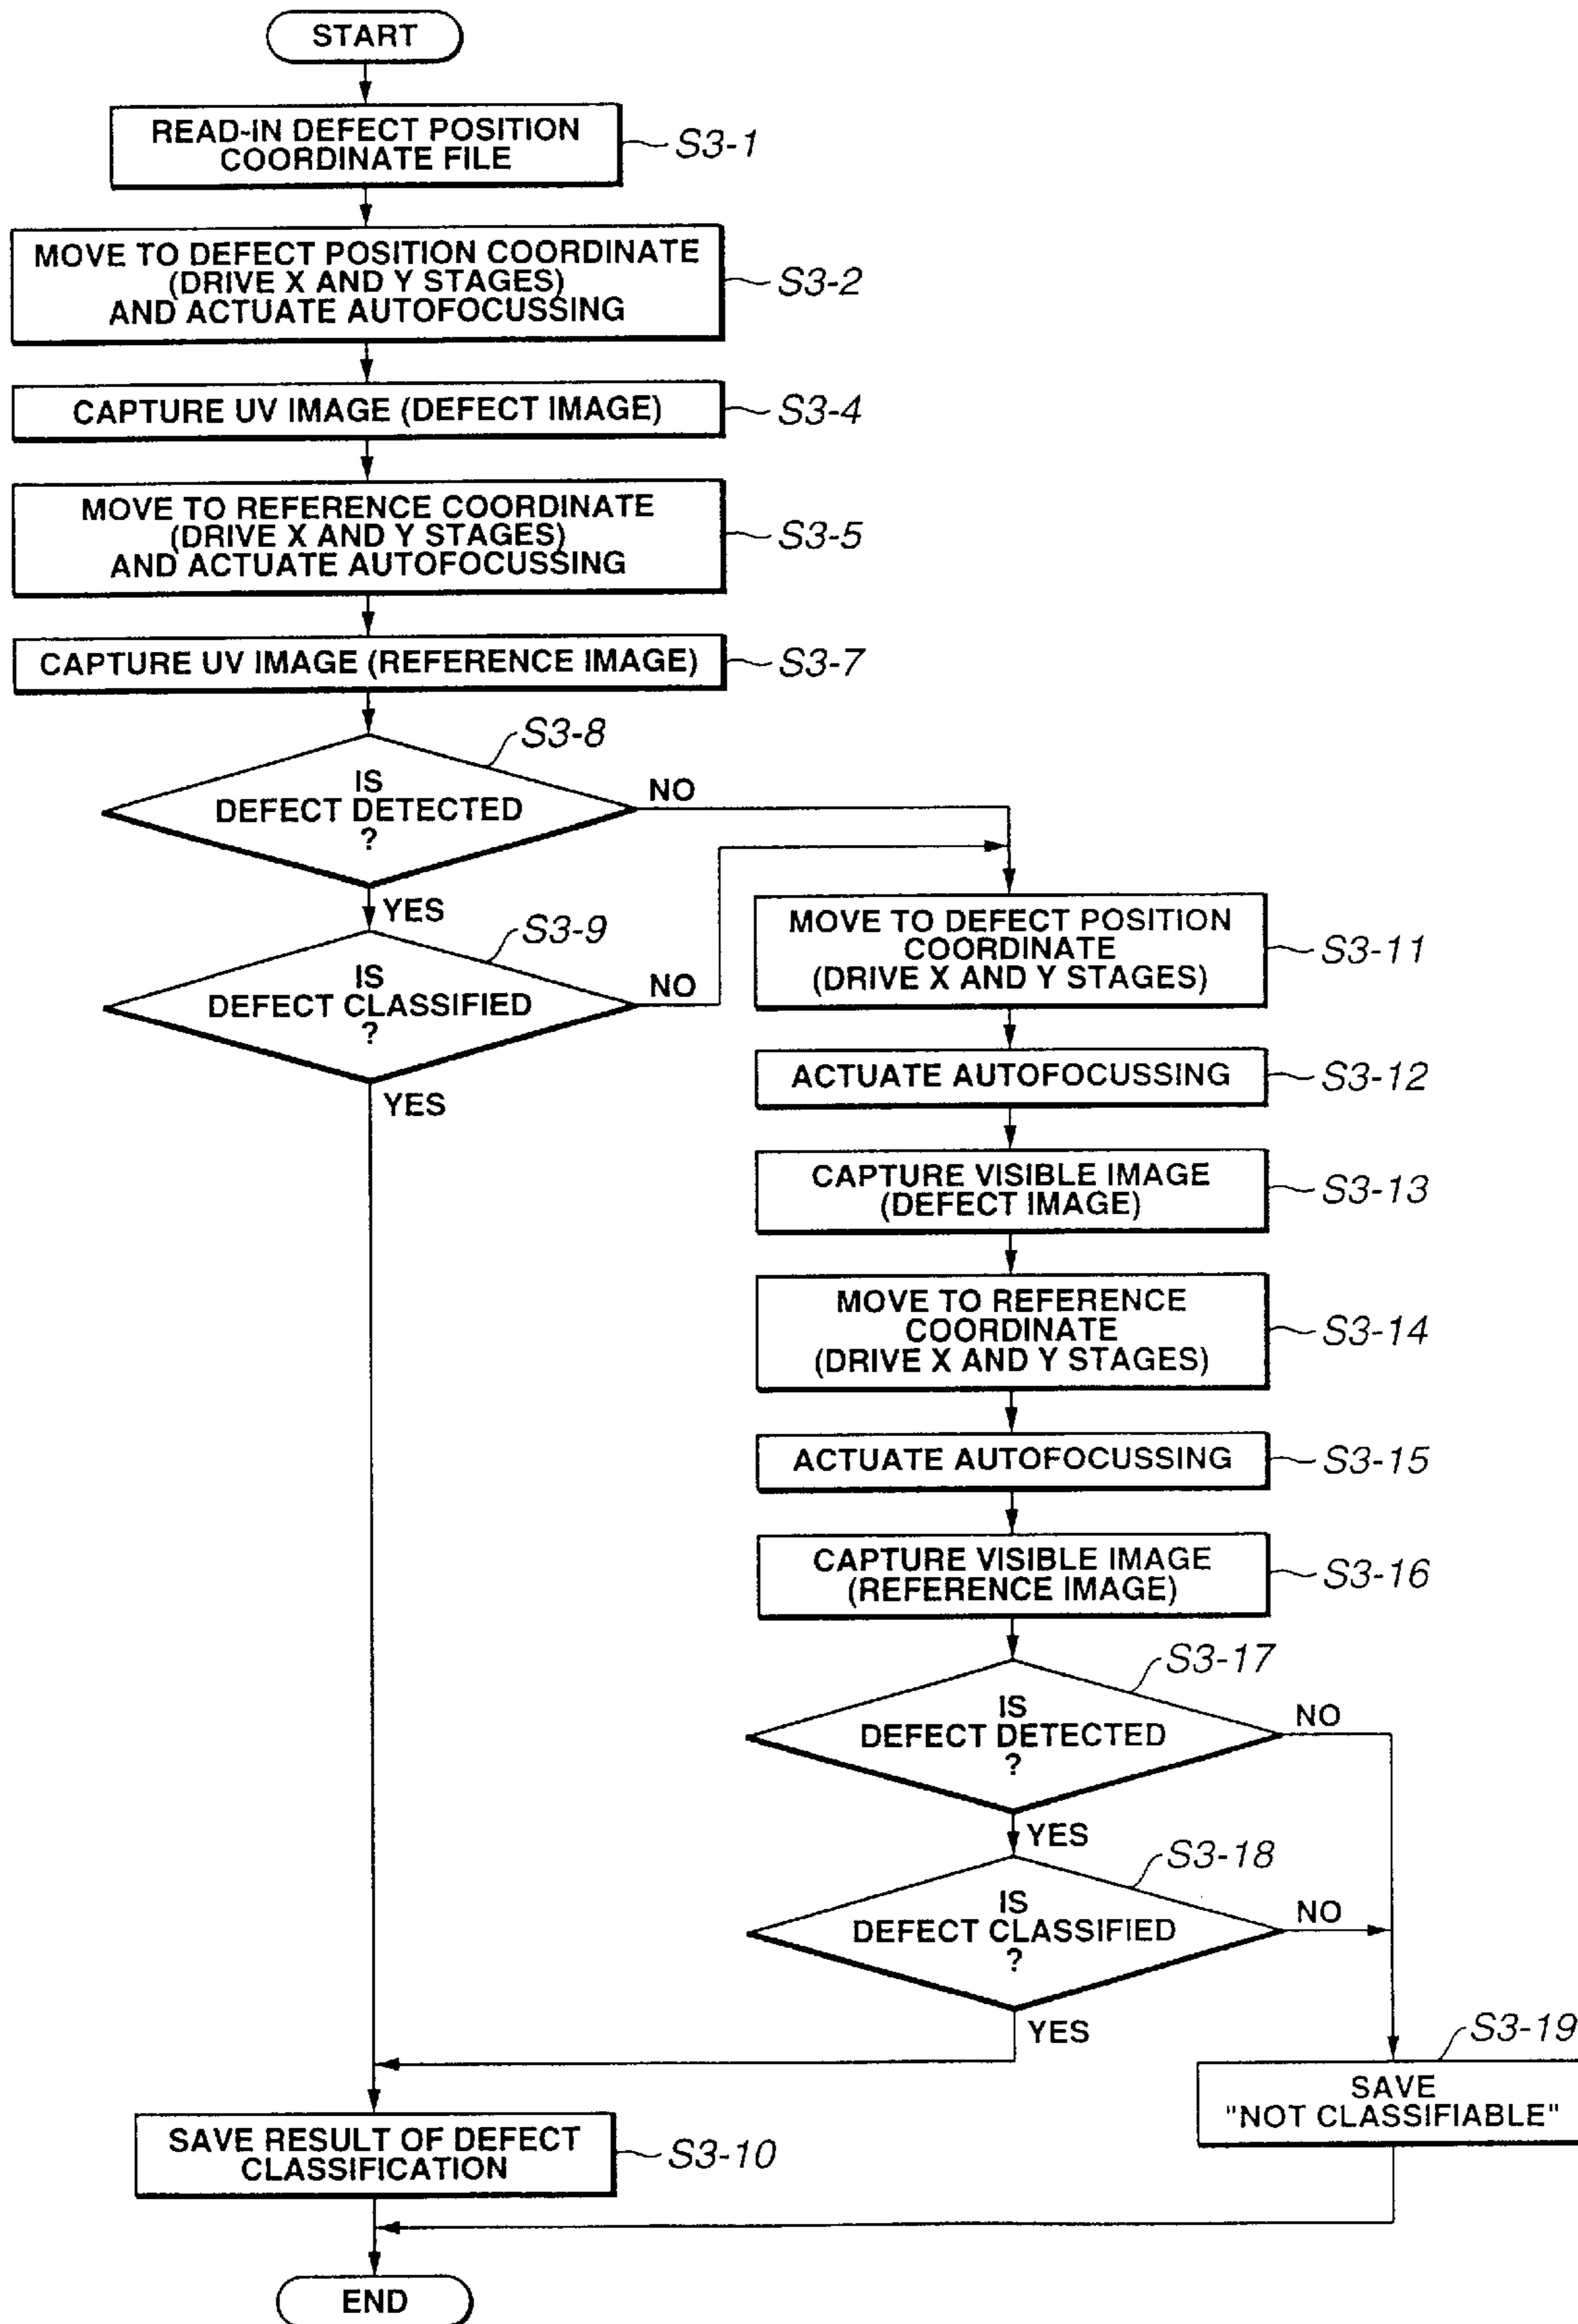 START
READ-IN DEFECT POSITION
COORDINATE FILE
S3-1
MOVE TO DEFECT POSITION COORDINATE
(DRIVE X AND Y STAGES)
AND ACTUATE AUTOFOCUSSING
S3-2
CAPTURE UV IMAGE (DEFECT IMAGE)
S3-4
MOVE TO REFERENCE COORDINATE
(DRIVE X AND Y STAGES)
AND ACTUATE AUTOFOCUSSING
S3-5
CAPTURE UV IMAGE (REFERENCE IMAGE)
S3-7
S3-8
IS
DEFECT DETECTED
?
NO
YES
S3-9
IS
DEFECT CLASSIFIED
?
NO
YES
MOVE TO DEFECT POSITION
COORDINATE
(DRIVE X AND Y STAGES)
S3-11
ACTUATE AUTOFOCUSSING
S3-12
CAPTURE VISIBLE IMAGE
(DEFECT IMAGE)
S3-13
MOVE TO REFERENCE
COORDINATE
(DRIVE X AND Y STAGES)
S3-14
ACTUATE AUTOFOCUSSING
S3-15
CAPTURE VISIBLE IMAGE
(REFERENCE IMAGE)
S3-16
S3-17
IS
DEFECT DETECTED
?
NO
YES
S3-18
IS
DEFECT CLASSIFIED
?
NO
YES
S3-19
SAVE
"NOT CLASSIFIABLE"
SAVE RESULT OF DEFECT
CLASSIFICATION
S3-10
END